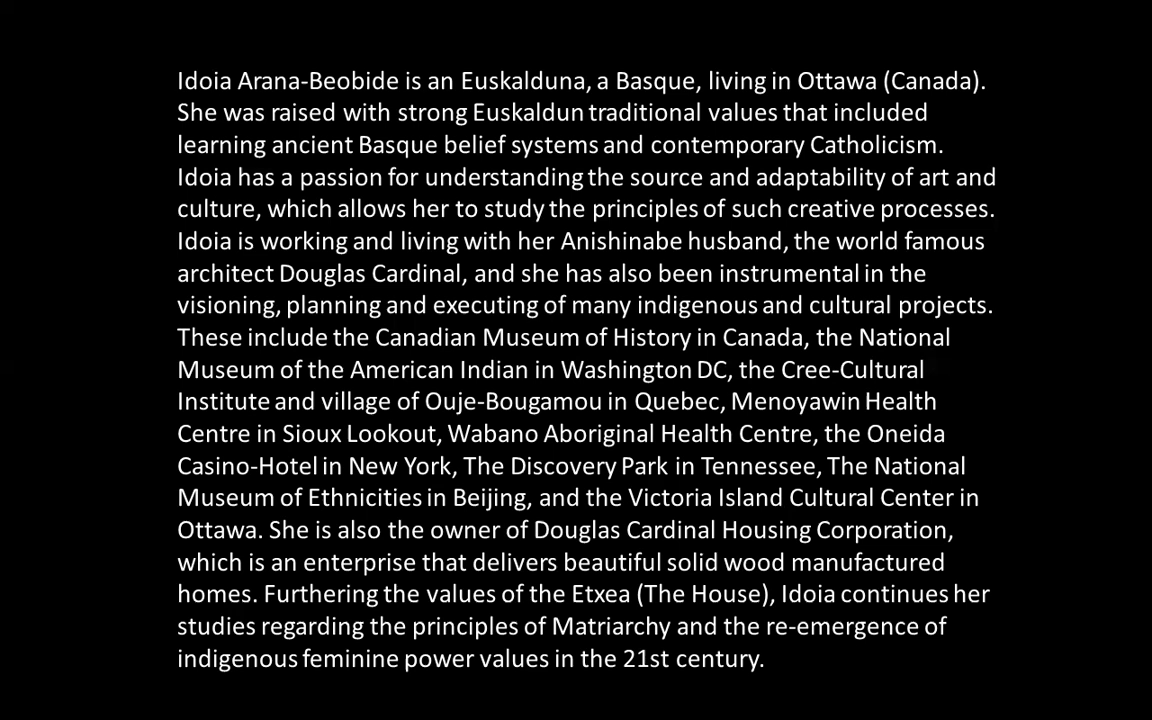 Idoia Arana-Beobide is an Euskalduna, a Basque, living in Ottawa (Canada).
She was raised with strong Euskaldun traditional values that included
learning ancient Basque belief systems and contemporary Catholicism.
Idoia has a passion for understanding the source and adaptability of art and
culture, which allows her to study the principles of such creative processes.
Idoia is working and living with her Anishinabe husband, the world famous
architect Douglas Cardinal, and she has also been instrumental in the
visioning, planning and executing of many indigenous and cultural projects.
These include the Canadian Museum of History in Canada, the National
Museum of the American Indian in Washington DC, the Cree-Cultural
Institute and village of Ouje-Bougamou in Quebec, Menoyawin Health
Centre in Sioux Lookout, Wabano Aboriginal Health Centre, the Oneida
Casino-Hotel in New York, The Discovery Park in Tennessee, The National
Museum of Ethnicities in Beijing, and the Victoria Island Cultural Center in
Ottawa. She is also the owner of Douglas Cardinal Housing Corporation,
which is an enterprise that delivers beautiful solid wood manufactured
homes. Furthering the values of the Etxea (The House), Idoia continues her
studies regarding the principles of Matriarchy and the re-emergence of
indigenous feminine power values in the 21st century.